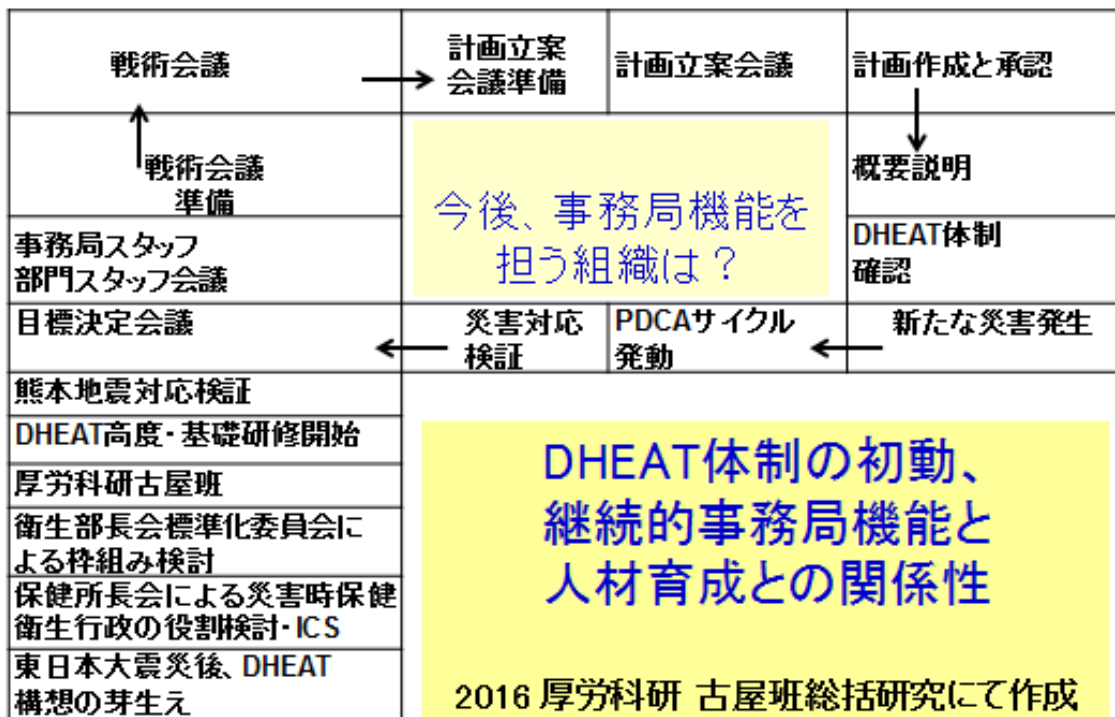 戦術会議
計画立案
会議準備
計画立案会議
計画作成と承認
戦術会議
準備
今後、事務局機能を
担う組織は？
概要説明
事務局スタッフ
部門スタッフ会議
DHEAT体制
確認
目標決定会議
災害対応
検証
PDCAサイクル
発動
新たな災害発生
熊本地震対応検証
DHEAT高度・基礎研修開始
厚労科研古屋班
衛生部長会標準化委員会に
よる枠組み検討
保健所長会による災害時保健
衛生行政の役割検討・ICS
東日本大震災後、DHEAT
構想の芽生え
DHEAT体制の初動、
継続的事務局機能と
人材育成との関係性
2016 厚労科研 古屋班総括研究にて作成